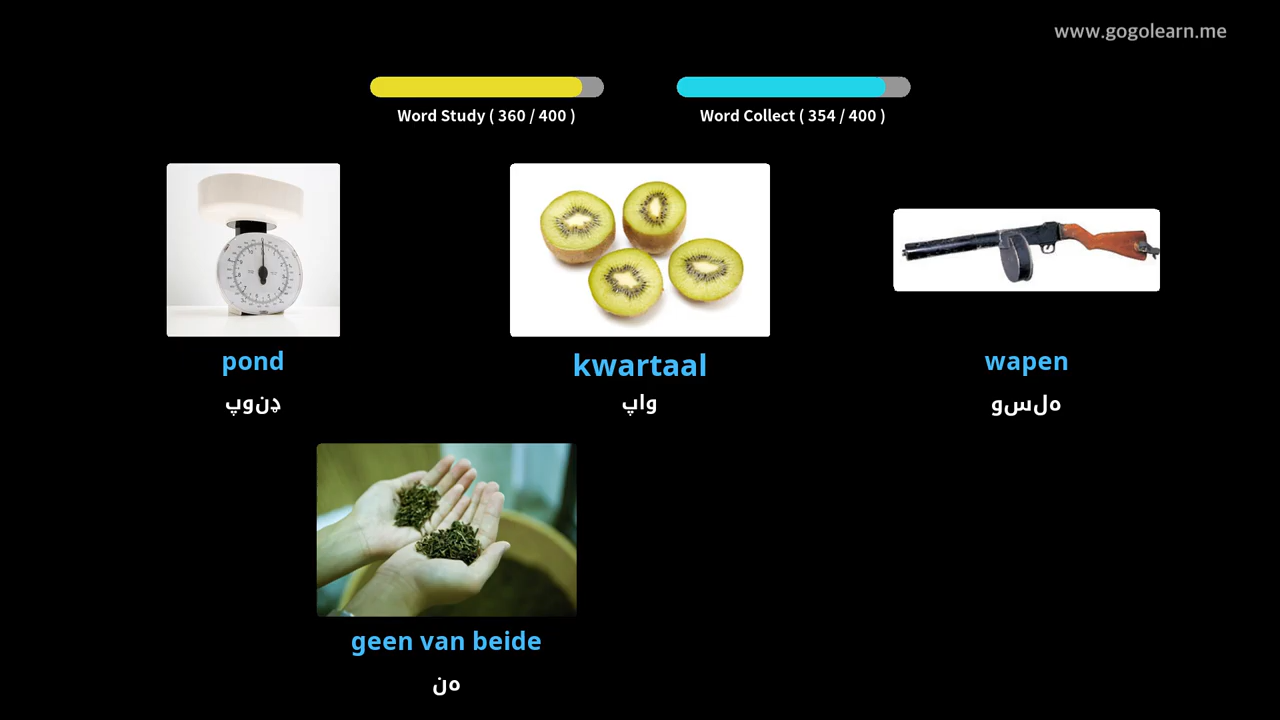 www.gogolearn.me
Word Study ( 360 / 400 )
Word Collect ( 354 / 400 )
pond
kwartaal
wapen
ډنوپ
واپ
هلسو
geen van beide
هن